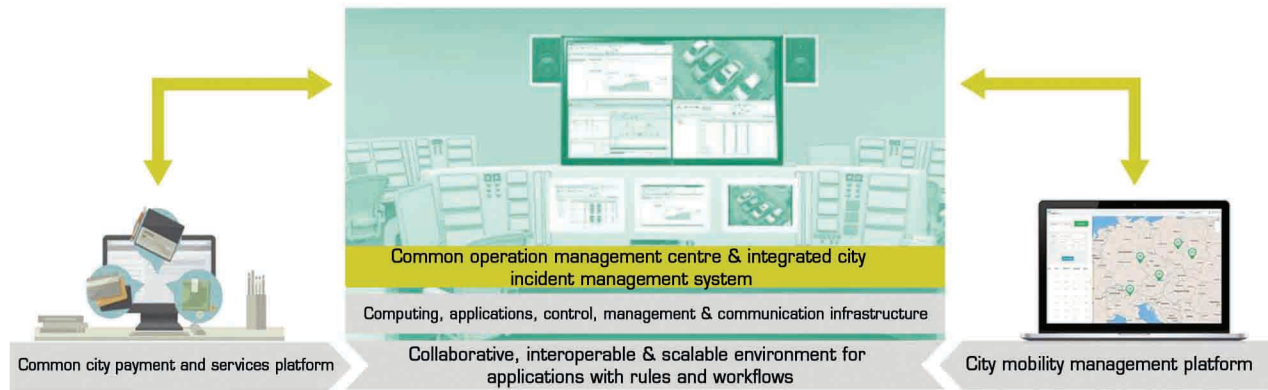 Common operation management centre & integrated city
incident management system
Computing, applications, control, management & communication infrastructure
Common city payment and services platform
Collaborative, interoperable & scalable environment for
applications with rules and workflows
City mobility management platform